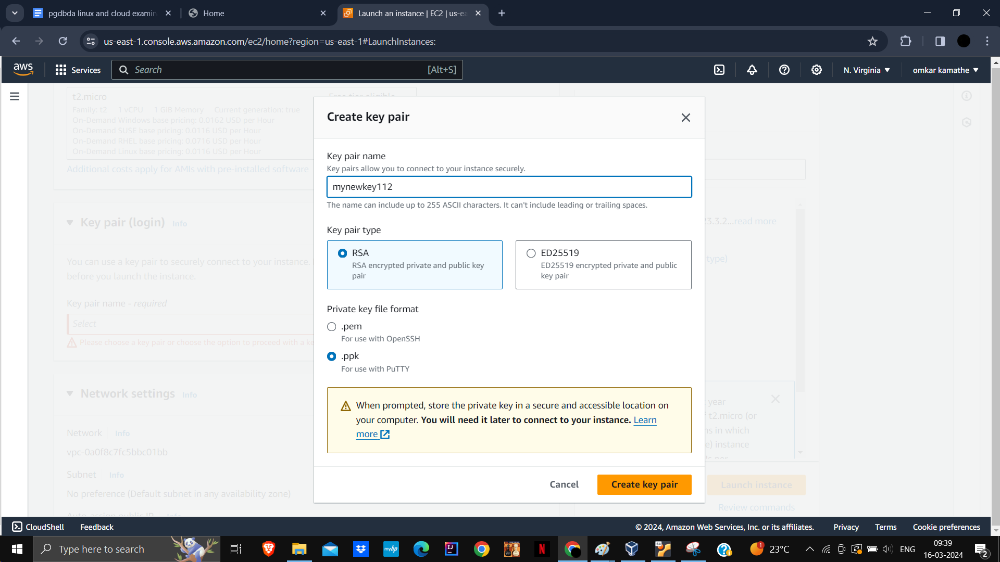 pgdbda linux and cloud examin
Home
Launch an instance | EC2 | us-ea
us-east-1.console.aws.amazon.com/ec2/home?region=us-east-1#LaunchInstances:
aws
Services
Search
[Alt+S]
N. Virginia
omkar kamathe
t2.micro
Free tier eligible
Family: t2 1 vCPU 1 GiB Memory Current generation: true
On-Demand Windows base pricing: 0.0162 USD per Hour
On-Demand SUSE base pricing: 0.0116 USD per Hour
On-Demand RHEL base pricing: 0.0716 USD per Hour
On-Demand Linux base pricing: 0.0116 USD per Hour
Additional costs apply for AMIs with pre-installed software
Key pair (login) Info
You can use a key pair to securely connect to your instance.
before you launch the instance.
Key pair name - required
Select
Please choose a key pair or choose the option to proceed with a ke
Network settings Info
Network Info
vpc-0a0f8c7fc5bbc01bb
Subnet Info
No preference (Default subnet in any availability zone)
Auto-assign public IP Info
Create key pair
Key pair name
Key pairs allow you to connect to your instance securely.
mynewkey112
The name can include up to 255 ASCII characters. It can't include leading or trailing spaces.
Key pair type
RSA
RSA encrypted private and public key
pair
ED25519
ED25519 encrypted private and public
key pair
Private key file format
.pem
For use with OpenSSH
.ppk
For use with PuTTY
When prompted, store the private key in a secure and accessible location on
your computer. You will need it later to connect to your instance. Learn
more
Cancel
Create key pair
23.3.2...read more
type)
year
t2.micro (or
ns in which
e) instance
Launch instance
Review commands
CloudShell
Feedback
© 2024, Amazon Web Services, Inc. or its affiliates.
Privacy
Terms
Cookie preferences
Type here to search
23°C
ENG
09:39
16-03-2024
2